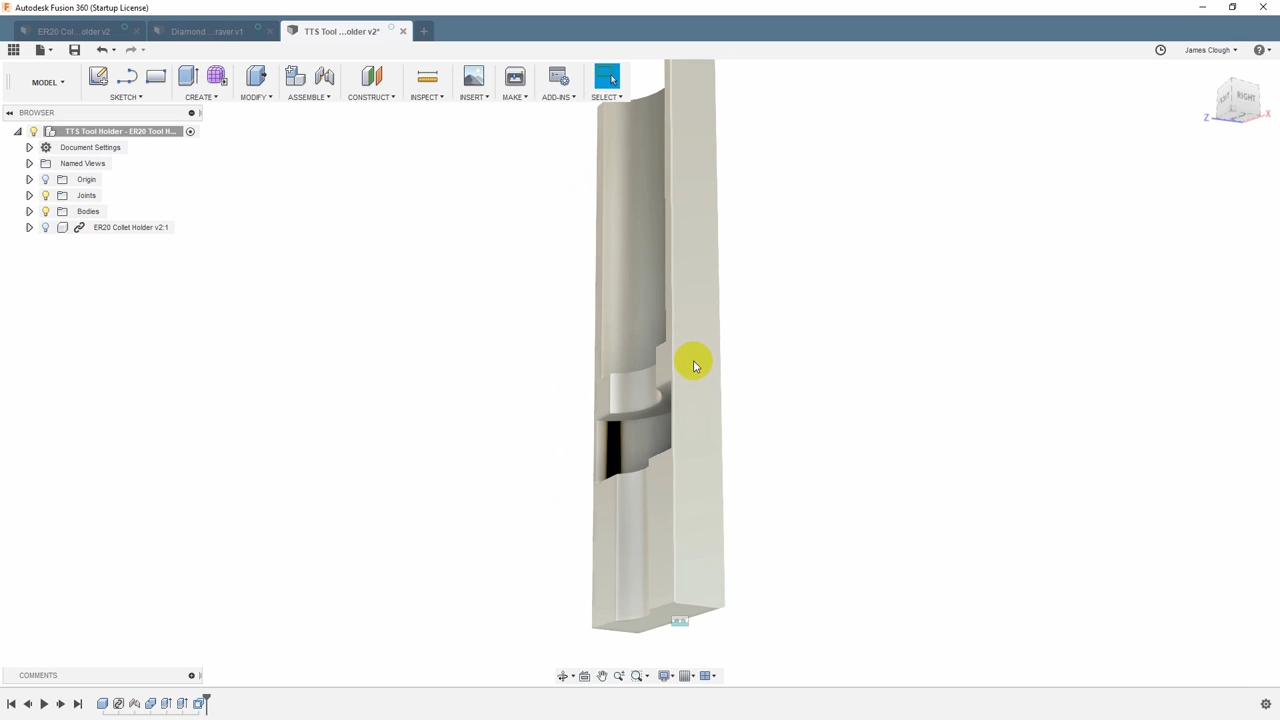 Autodesk Fusion 360 (Startup License)
ER20 Col...older v2
Diamond ...raver v1
TTS Tool ...older v2*
James Clough
MODEL
SKETCH
CREATE
MODIFY
ASSEMBLE
CONSTRUCT
INSPECT
INSERT
MAKE
ADD-INS
SELECT
BROWSER
TTS Tool Holder - ER20 Tool H...
Document Settings
Named Views
Origin
Joints
Bodies
ER20 Collet Holder v2:1
RIGHT
Z
X
COMMENTS